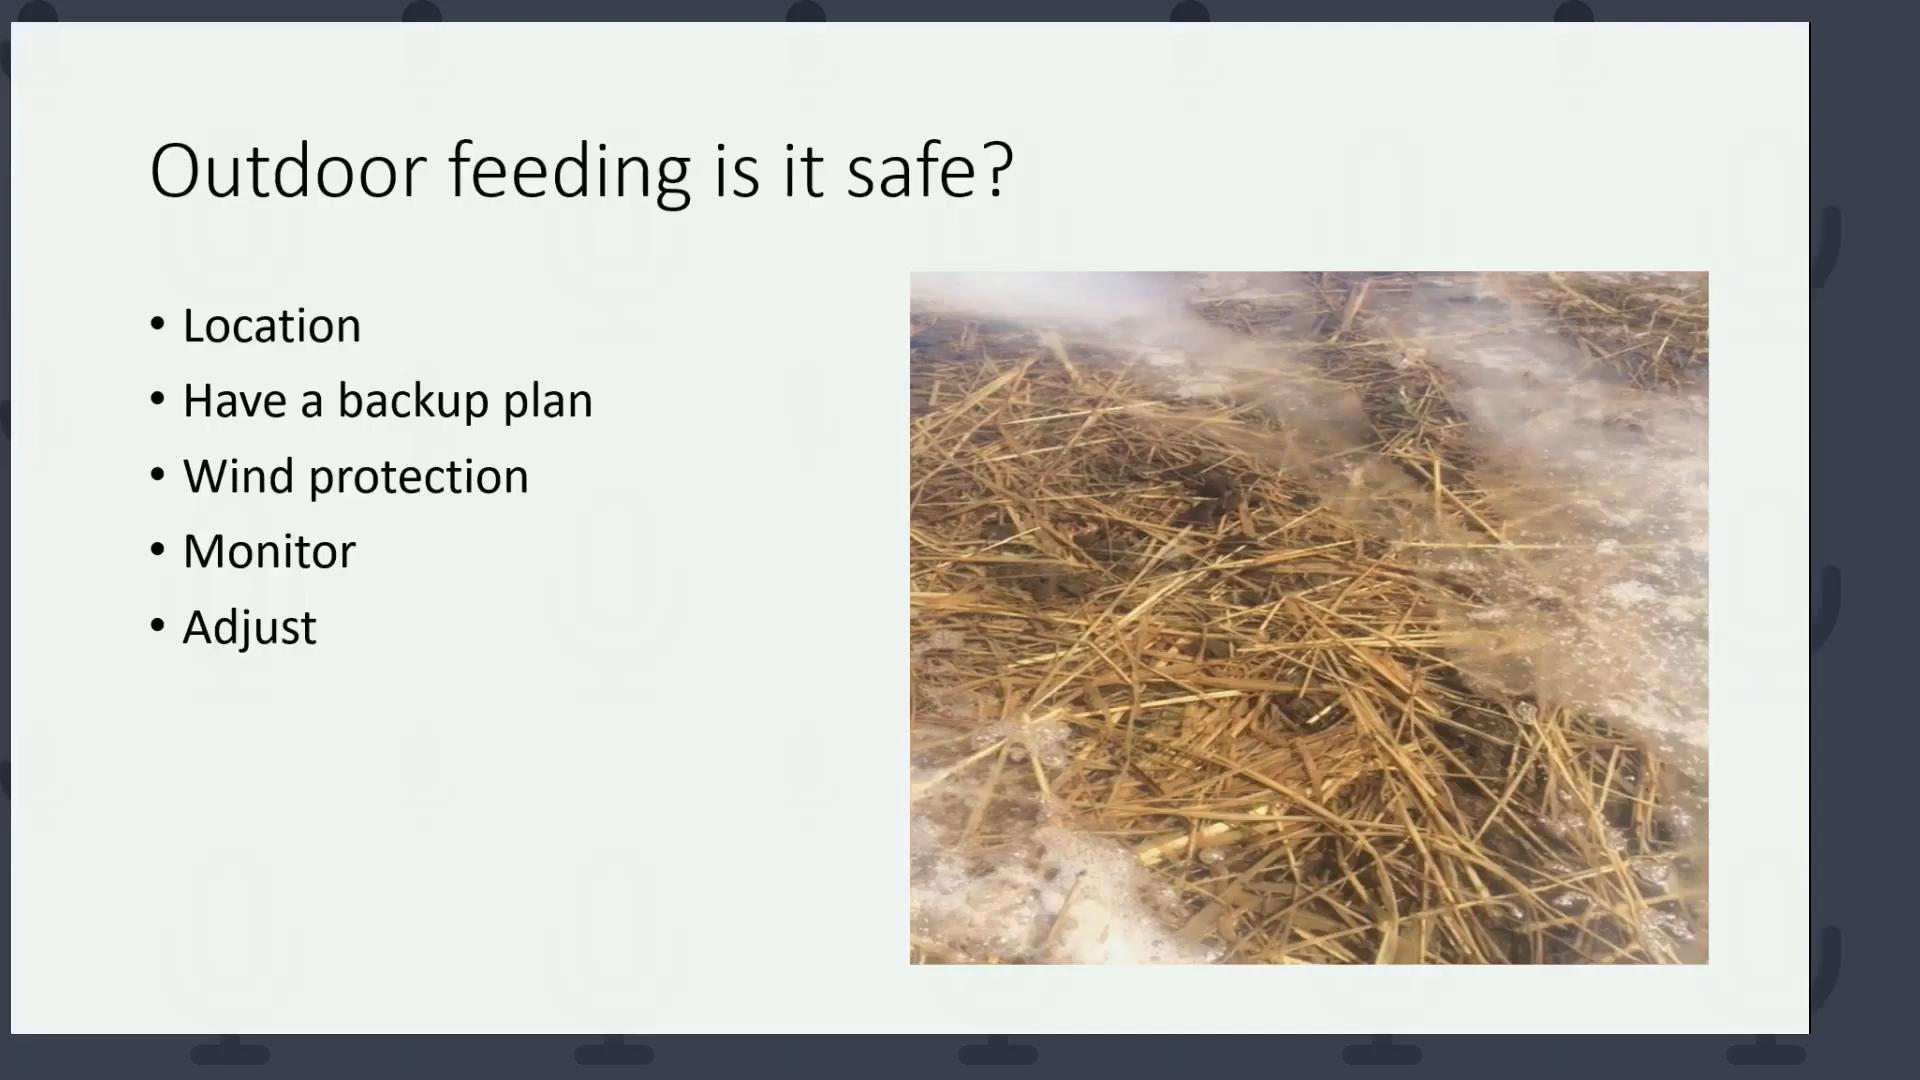 Outdoor feeding is it safe?
• Location
• Have a backup plan
• Wind protection
• Monitor
• Adjust